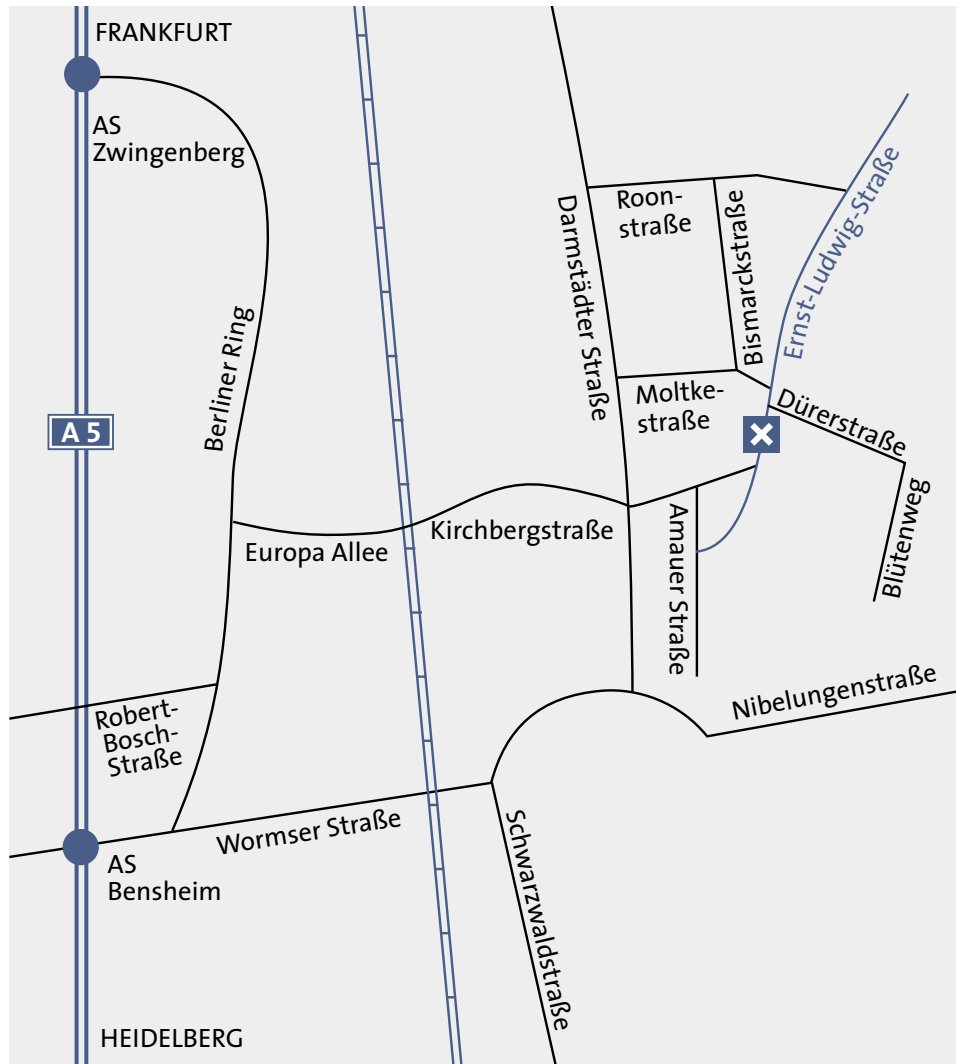 FRANKFURT
AS
Zwingenberg
Roon-
straße
Bismarckstraße
Ernst-Ludwig-Straße
Darmstädter Straße
Berliner Ring
Moltke-
straße
Dürerstraße
A 5
Kirchbergstraße
Europa Allee
Amauer Straße
Blütenweg
Nibelungenstraße
Robert-
Bosch-
Straße
Wormser Straße
Schwarzwaldstraße
AS
Bensheim
HEIDELBERG